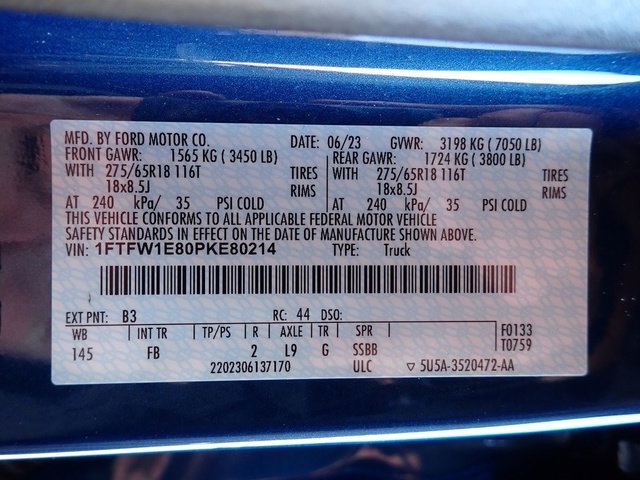 MFD. BY FORD MOTOR CO. DATE: 06/23 GVWR: 3198 KG ( 7050 LB)
FRONT GAWR: 1565 KG ( 3450 LB) REAR GAWR: 1724 KG ( 3800 LB)
WITH 275/65R18 116T TIRES WITH 275/65R18 116T TIRES
18x8.5J RIMS 18x8.5J RIMS
AT 240 kPa/ 35 PSI COLD AT 240 kPa/ 35 PSI COLD
THIS VEHICLE CONFORMS TO ALL APPLICABLE FEDERAL MOTOR VEHICLE
SAFETY STANDARDS IN EFFECT ON THE DATE OF MANUFACTURE SHOWN ABOVE.
VIN: 1FTFW1E80PKE80214 TYPE: Truck
EXT PNT: B3 RC: 44 DSO:
WB INT TR TP/PS R AXLE TR SPR F0133
145 FB 2 L9 G SSBB T0759
2202306137170 ULC ▽ 5U5A-3520472-AA